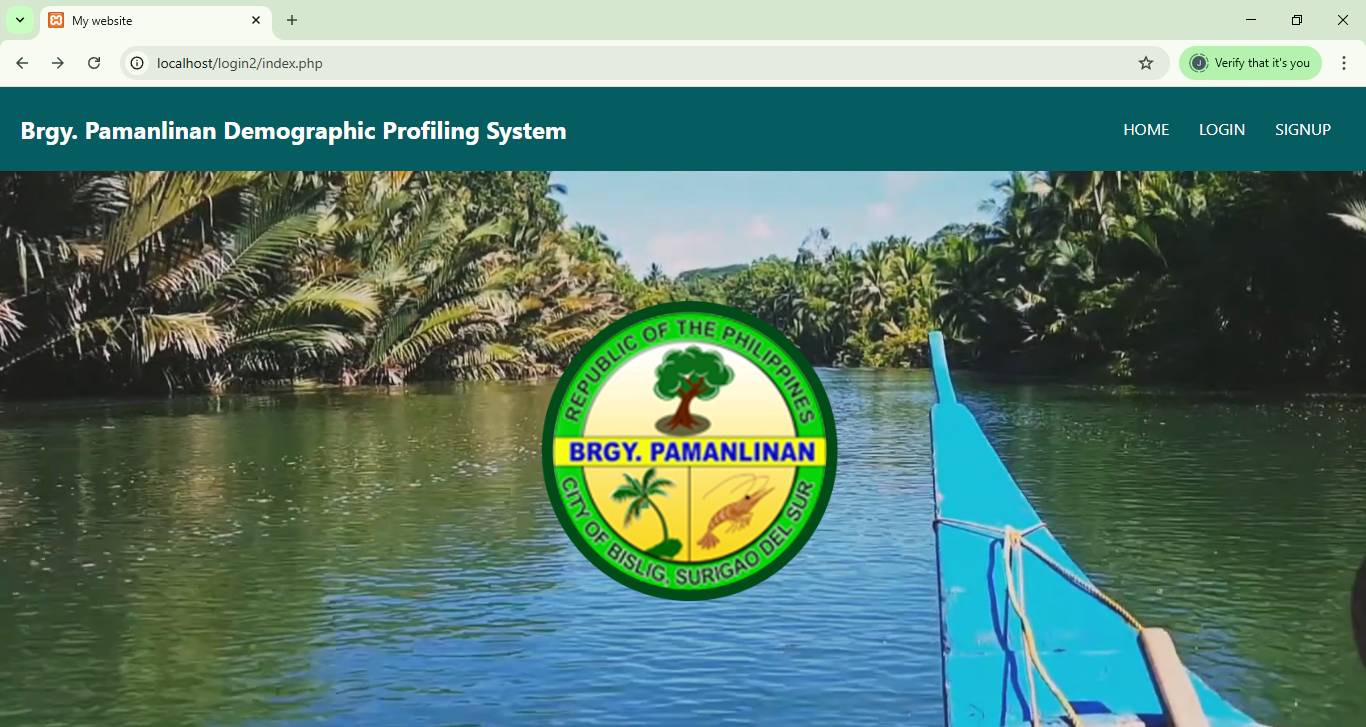 My website
localhost/login2/index.php
J
Verify that it's you
Brgy. Pamanlinan Demographic Profiling System
HOME
LOGIN
SIGNUP
REPUBLIC OF THE PHILIPPINES
BRGY. PAMANLINAN
CITY OF BISLIG, SURIGAO DEL SUR